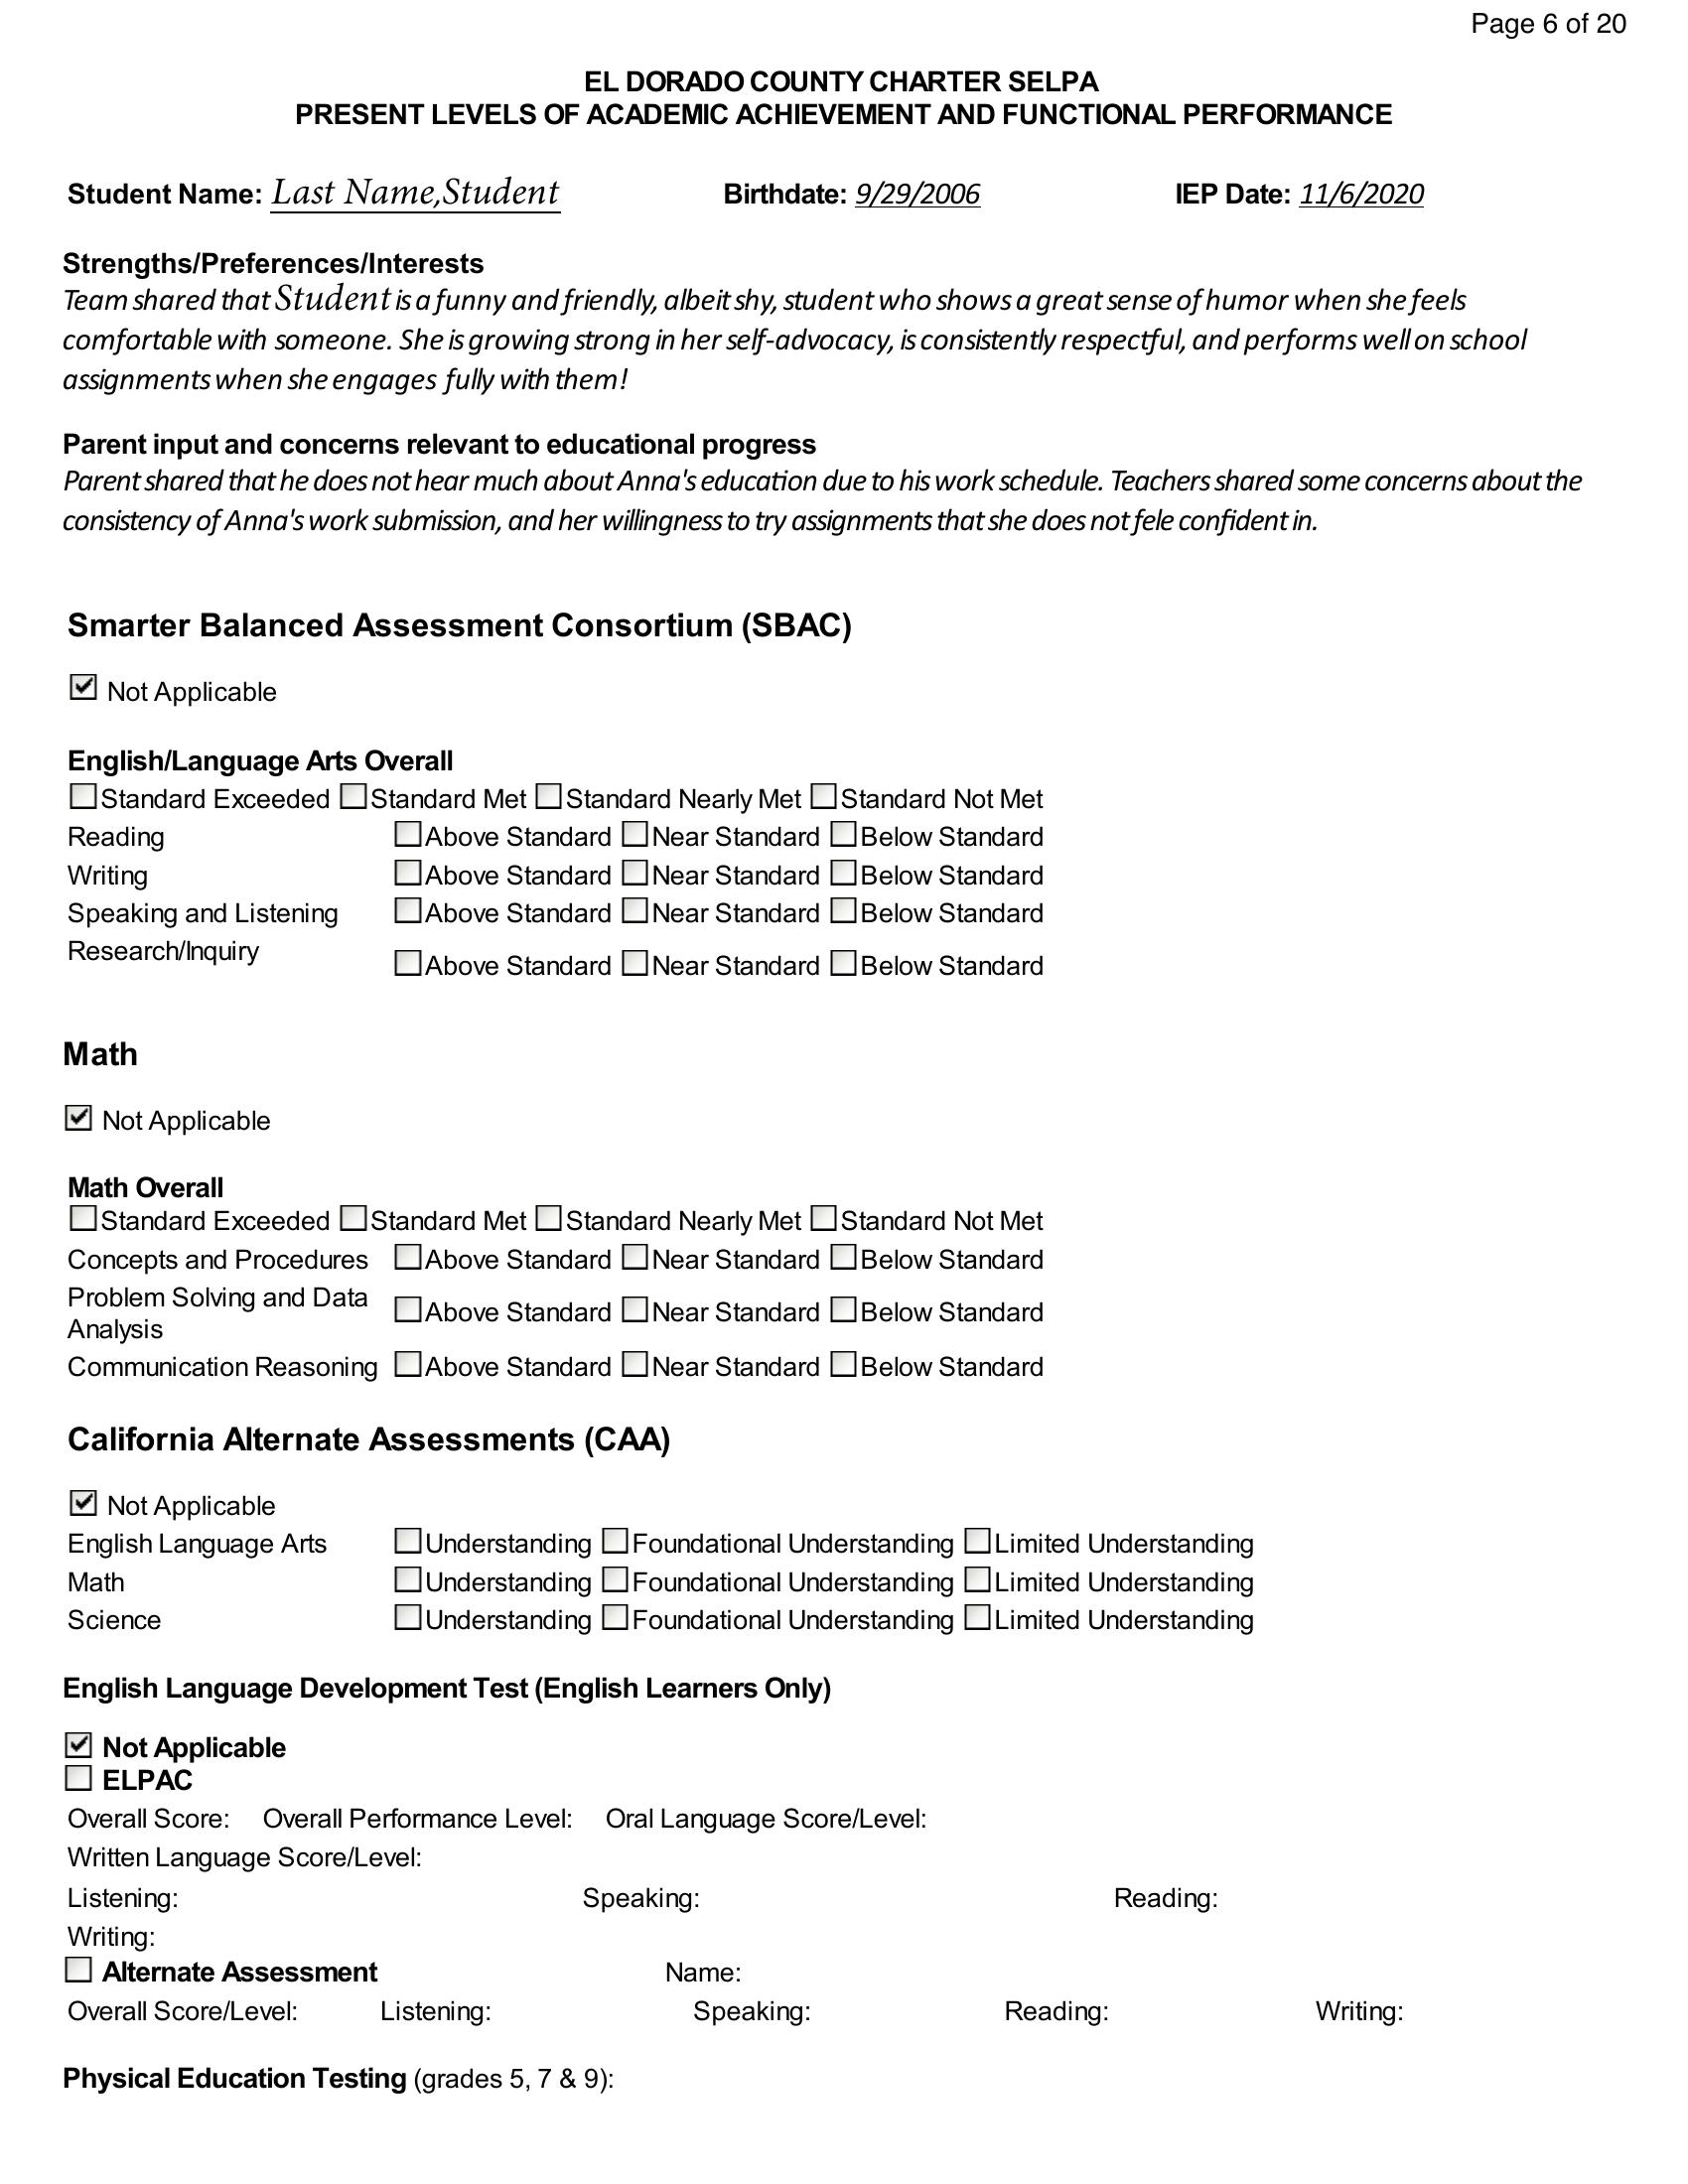 Page 6 of 20
EL DORADO COUNTY CHARTER SELPA
PRESENT LEVELS OF ACADEMIC ACHIEVEMENT AND FUNCTIONAL PERFORMANCE
Student Name: Last Name,Student Birthdate: 9/29/2006 IEP Date: 11/6/2020
Strengths/Preferences/Interests
Team shared that Student is a funny and friendly, albeit shy, student who shows a great sense of humor when she feels
comfortable with someone. She is growing strong in her self-advocacy, is consistently respectful, and performs well on school
assignments when she engages fully with them!
Parent input and concerns relevant to educational progress
Parent shared that he does not hear much about Anna's education due to his work schedule. Teachers shared some concerns about the
consistency of Anna's work submission, and her willingness to try assignments that she does not fele confident in.
Smarter Balanced Assessment Consortium (SBAC)
Not Applicable
English/Language Arts Overall
Standard Exceeded Standard Met Standard Nearly Met Standard Not Met
Reading Above Standard Near Standard Below Standard
Writing Above Standard Near Standard Below Standard
Speaking and Listening Above Standard Near Standard Below Standard
Research/Inquiry Above Standard Near Standard Below Standard
Math
Not Applicable
Math Overall
Standard Exceeded Standard Met Standard Nearly Met Standard Not Met
Concepts and Procedures Above Standard Near Standard Below Standard
Problem Solving and Data
Analysis Above Standard Near Standard Below Standard
Communication Reasoning Above Standard Near Standard Below Standard
California Alternate Assessments (CAA)
Not Applicable
English Language Arts Understanding Foundational Understanding Limited Understanding
Math Understanding Foundational Understanding Limited Understanding
Science Understanding Foundational Understanding Limited Understanding
English Language Development Test (English Learners Only)
Not Applicable
ELPAC
Overall Score: Overall Performance Level: Oral Language Score/Level:
Written Language Score/Level:
Listening: Speaking: Reading:
Writing:
Alternate Assessment Name:
Overall Score/Level: Listening: Speaking: Reading: Writing:
Physical Education Testing (grades 5, 7 & 9):